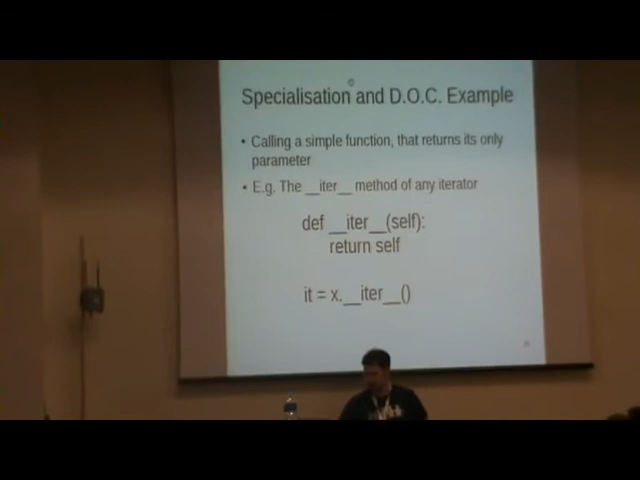 Specialisation and D.O.C. Example
• Calling a simple function, that returns its only
parameter
• E.g. The __iter__ method of any iterator
def __iter__(self):
return self
it = x.__iter__()